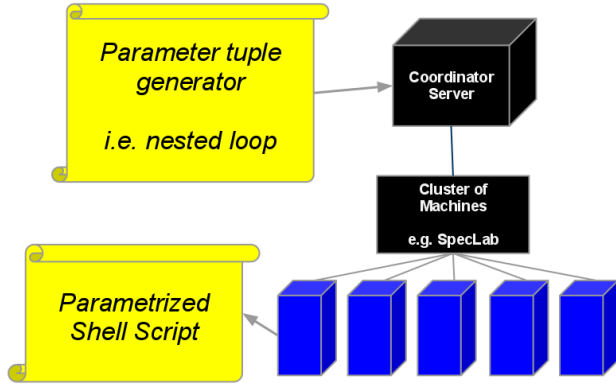 Parameter tuple
generator
i.e. nested loop
Coordinator
Server
Cluster of
Machines
e.g. SpecLab
Parametrized
Shell Script